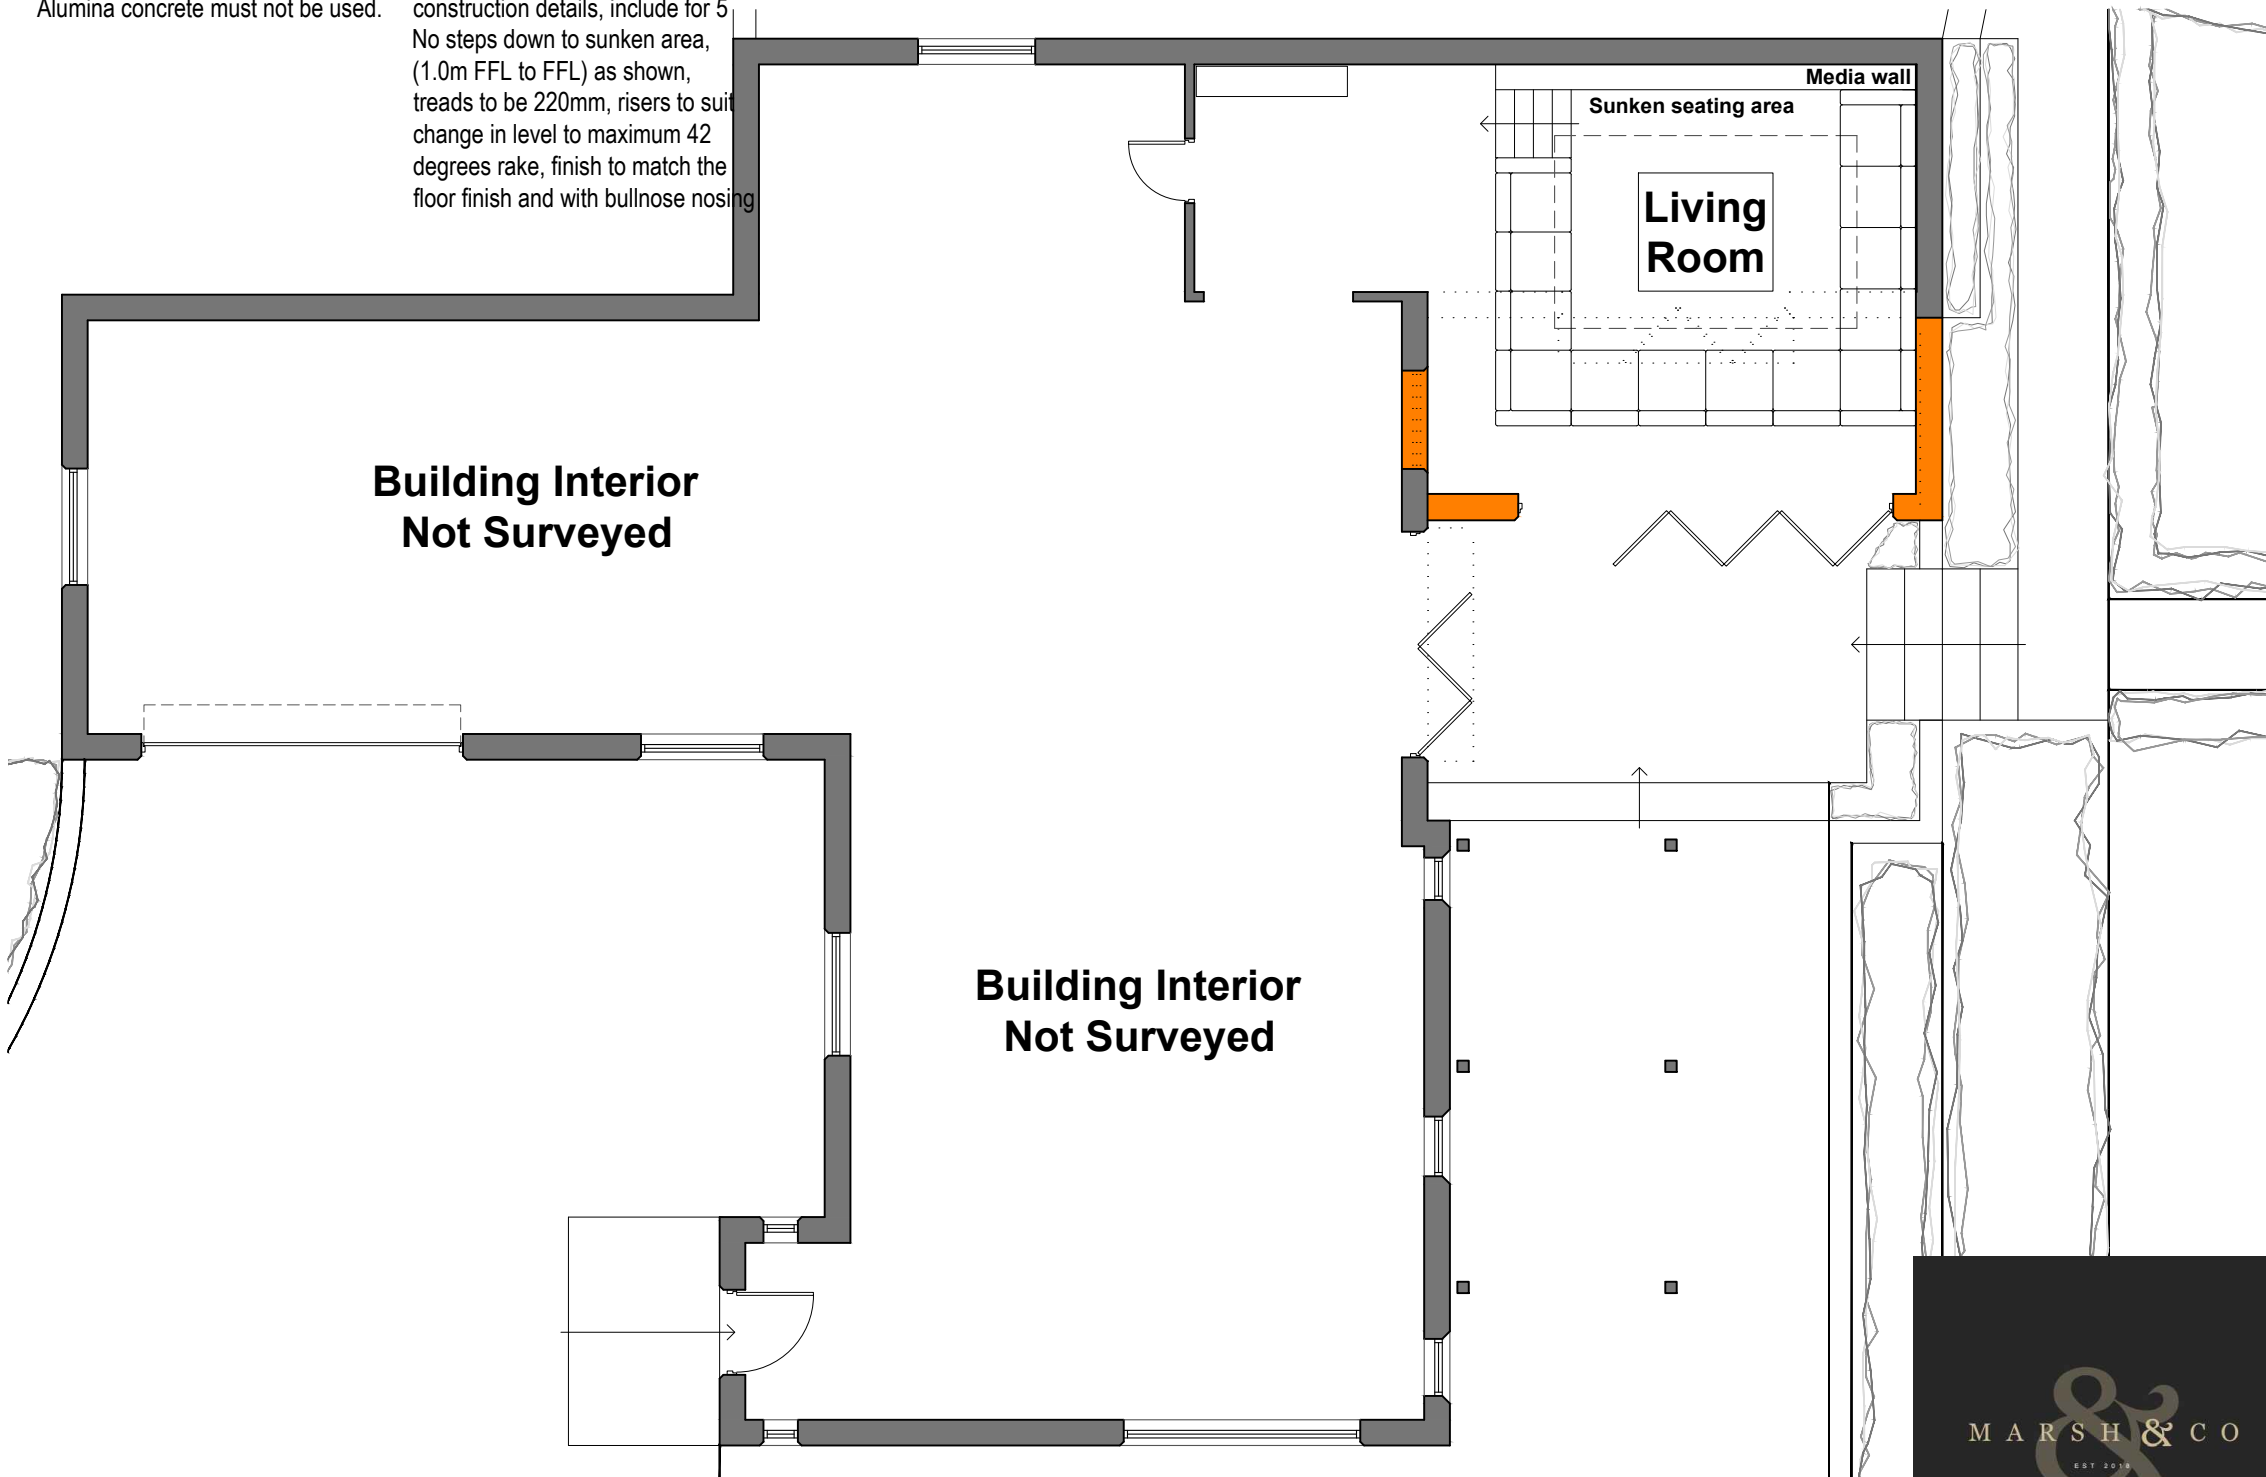 Alumina concrete must not be used.
construction details, include for 5
No steps down to sunken area,
(1.0m FFL to FFL) as shown,
treads to be 220mm, risers to suit
change in level to maximum 42
degrees rake, finish to match the
floor finish and with bullnose nosing
Media wall
Sunken seating area
Living
Room
Building Interior
Not Surveyed
Building Interior
Not Surveyed
MARSH & CO
EST 2018